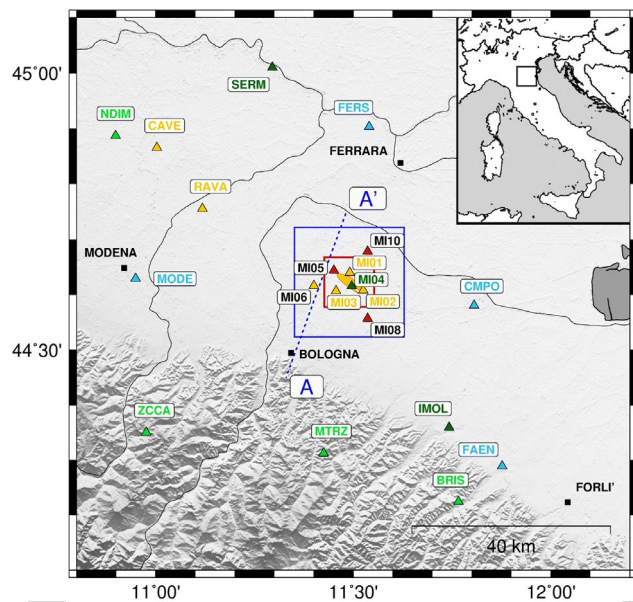 45°00'
SERM
NDIM
FERS
CAVE
FERRARA
RAVA
A'
MI10
MODENA
MI05
MI01
MODE
MI04
MI06
MI03
MI02
CMPO
MI08
44°30'
BOLOGNA
A
ZCCA
IMOL
MTRZ
FAEN
BRIS
FORLI'
40 km
11°00'
11°30'
12°00'